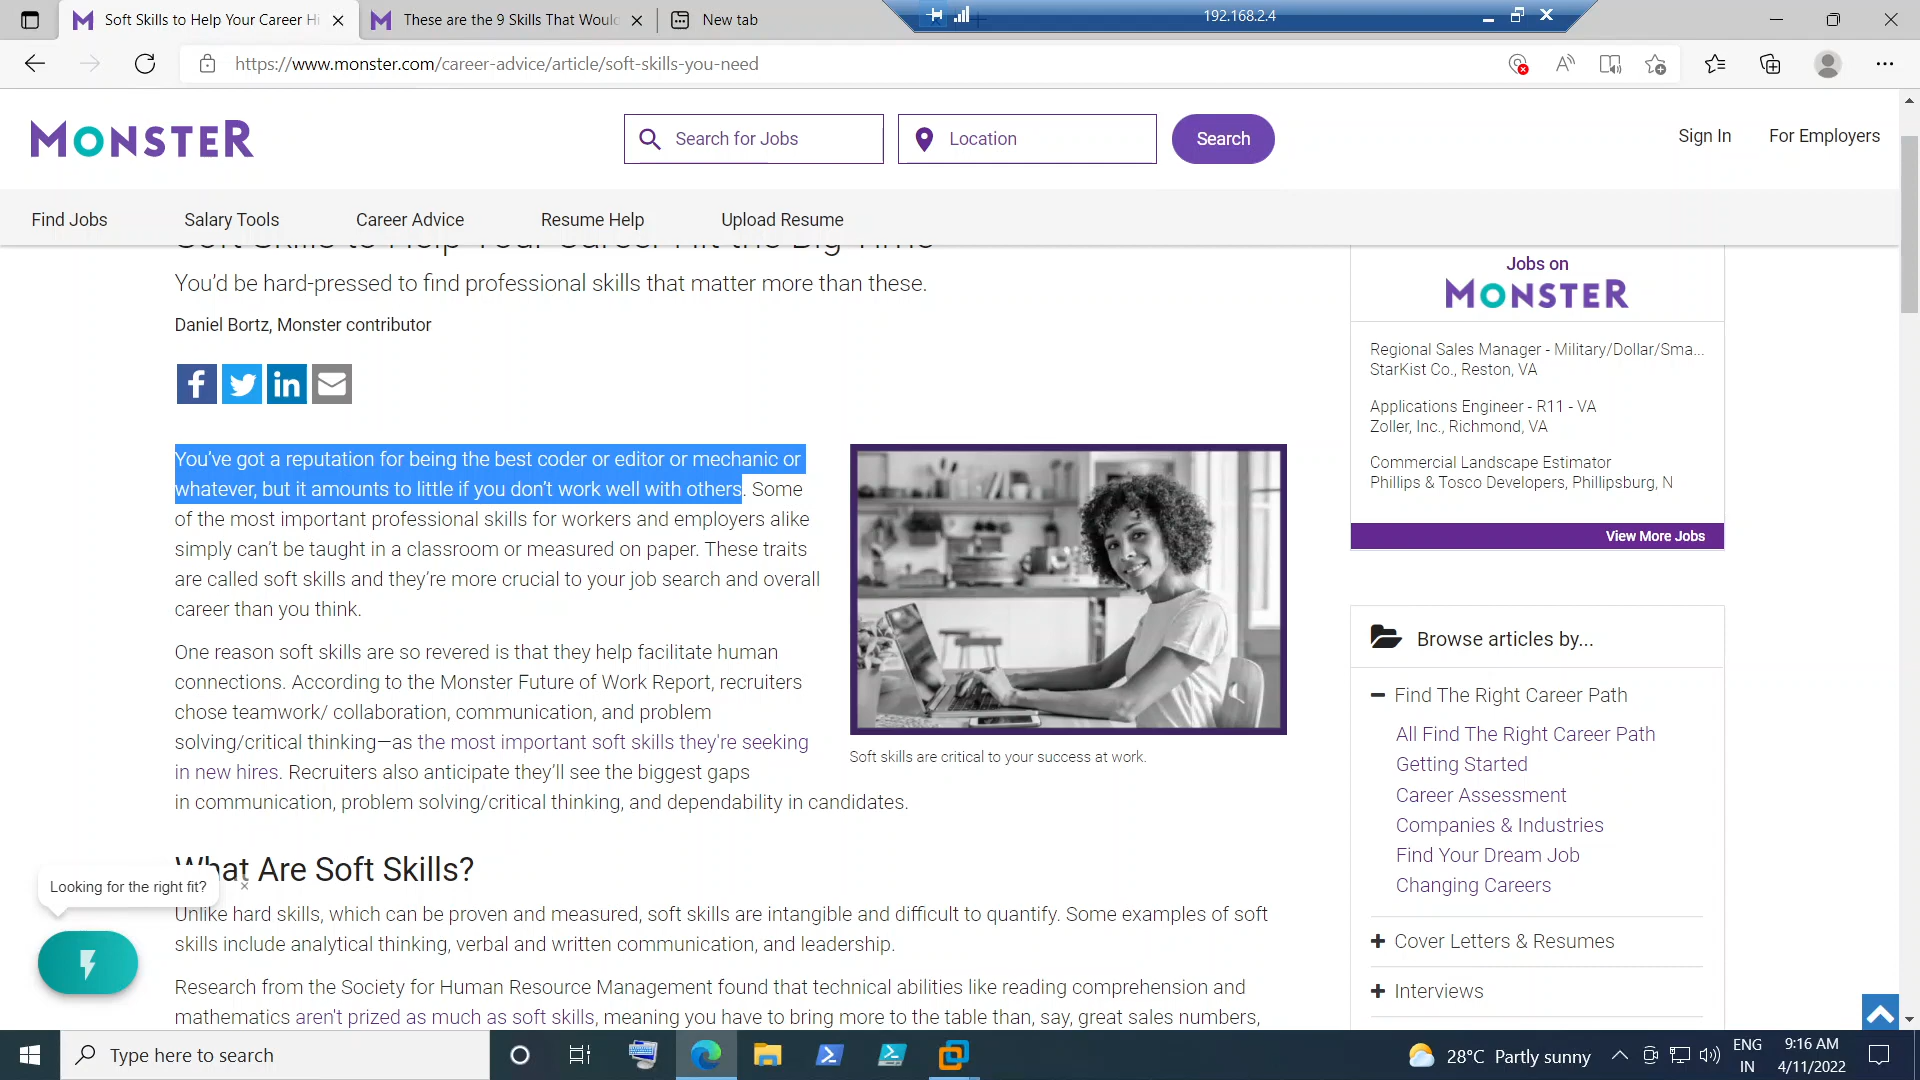 Soft Skills to Help Your Career Hi
These are the 9 Skills That Would
New tab
192.168.2.4
https://www.monster.com/career-advice/article/soft-skills-you-need
MONSTER
Search for Jobs
Location
Search
Sign In
For Employers
Find Jobs
Salary Tools
Career Advice
Resume Help
Upload Resume
Soft Skills to Help Your Career Hit the Big Time
You'd be hard-pressed to find professional skills that matter more than these.
Daniel Bortz, Monster contributor
You've got a reputation for being the best coder or editor or mechanic or
whatever, but it amounts to little if you don't work well with others. Some
of the most important professional skills for workers and employers alike
simply can't be taught in a classroom or measured on paper. These traits
are called soft skills and they're more crucial to your job search and overall
career than you think.
One reason soft skills are so revered is that they help facilitate human
connections. According to the Monster Future of Work Report, recruiters
chose teamwork/ collaboration, communication, and problem
solving/critical thinking—as the most important soft skills they're seeking
in new hires. Recruiters also anticipate they'll see the biggest gaps
in communication, problem solving/critical thinking, and dependability in candidates.
Soft skills are critical to your success at work.
What Are Soft Skills?
Looking for the right fit?
Unlike hard skills, which can be proven and measured, soft skills are intangible and difficult to quantify. Some examples of soft
skills include analytical thinking, verbal and written communication, and leadership.
Research from the Society for Human Resource Management found that technical abilities like reading comprehension and
mathematics aren't prized as much as soft skills, meaning you have to bring more to the table than, say, great sales numbers,
Jobs on
MONSTER
Regional Sales Manager - Military/Dollar/Sma...
StarKist Co., Reston, VA
Applications Engineer - R11 - VA
Zoller, Inc., Richmond, VA
Commercial Landscape Estimator
Phillips & Tosco Developers, Phillipsburg, N
View More Jobs
Browse articles by...
Find The Right Career Path
All Find The Right Career Path
Getting Started
Career Assessment
Companies & Industries
Find Your Dream Job
Changing Careers
Cover Letters & Resumes
Interviews
Type here to search
28°C Partly sunny
ENG
IN
9:16 AM
4/11/2022